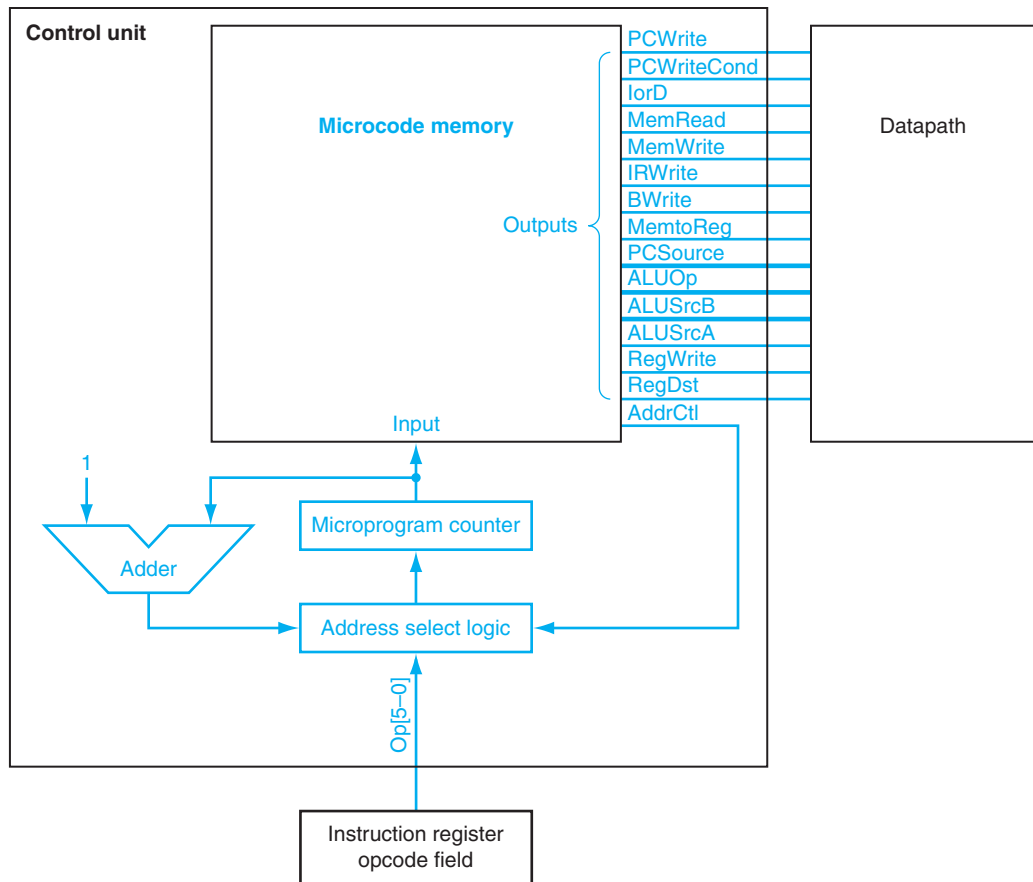 Control unit
Microcode memory
Outputs
PCWrite
PCWriteCond
IorD
MemRead
MemWrite
IRWrite
BWrite
MemtoReg
PCSource
ALUOp
ALUSrcB
ALUSrcA
RegWrite
RegDst
AddrCtl
Datapath
Input
1
Microprogram counter
Adder
Address select logic
Op[5–0]
Instruction register
opcode field